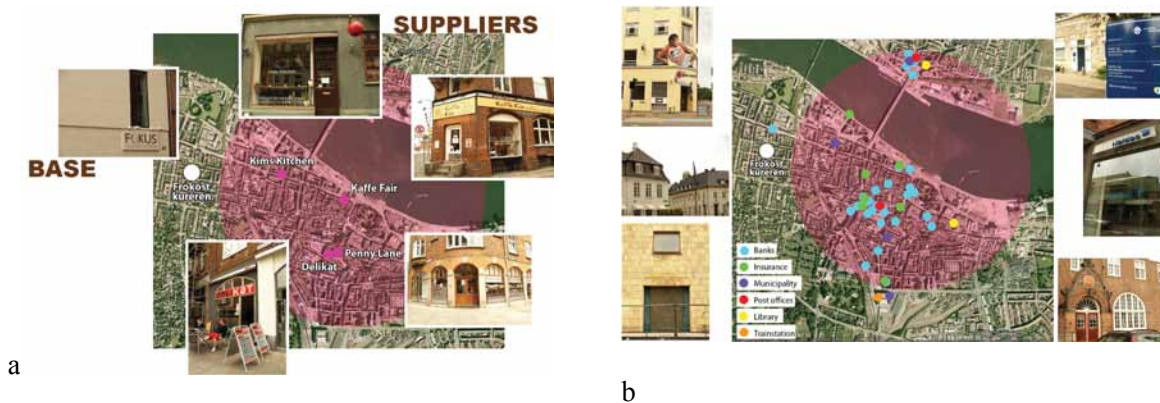 SUPPLIERS
FOKUS
BASE
Kims Kitchen
Frokost
kureren
Kaffe Fair
Penny Lane
Delikat
a
Frokost
kureren
Banks
Insurance
Municipality
Post offices
Library
Trainstation
b